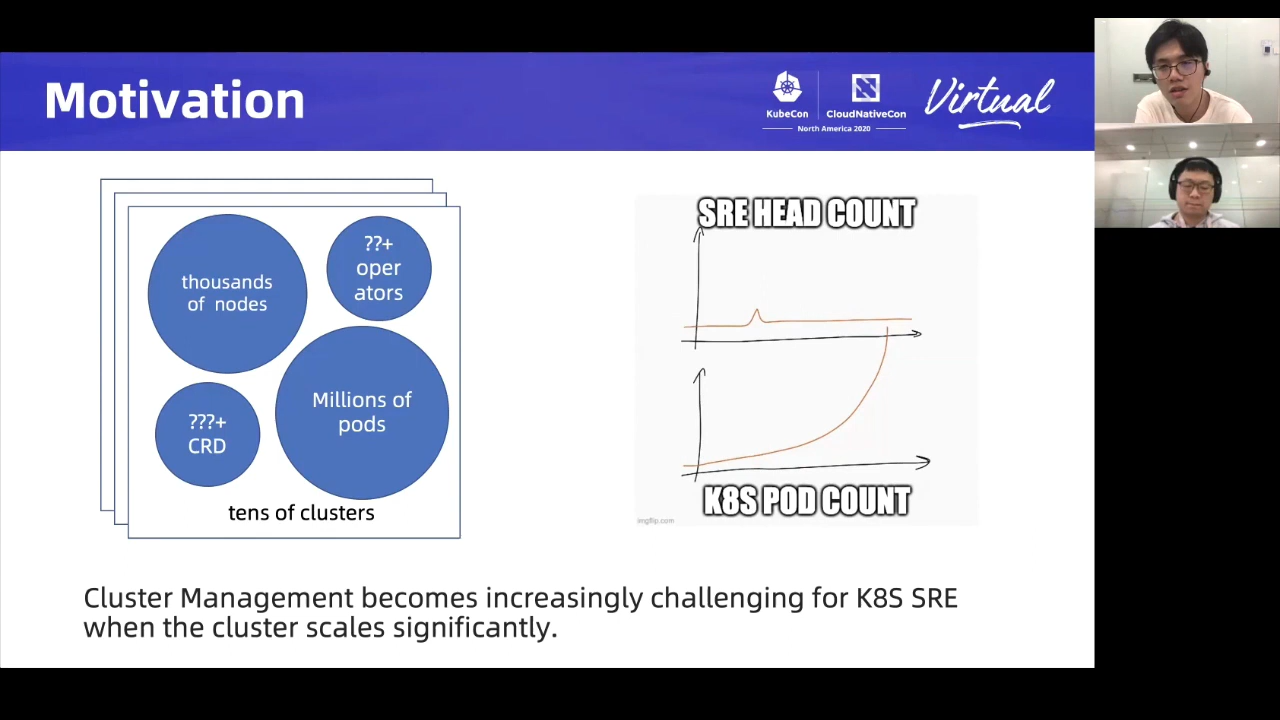 Motivation
KubeCon
CloudNativeCon
North America 2020
Virtual
thousands
of nodes
??+
oper
ators
???+
CRD
Millions of
pods
tens of clusters
SRE HEAD COUNT
K8S POD COUNT
imgflip.com
Cluster Management becomes increasingly challenging for K8S SRE
when the cluster scales significantly.